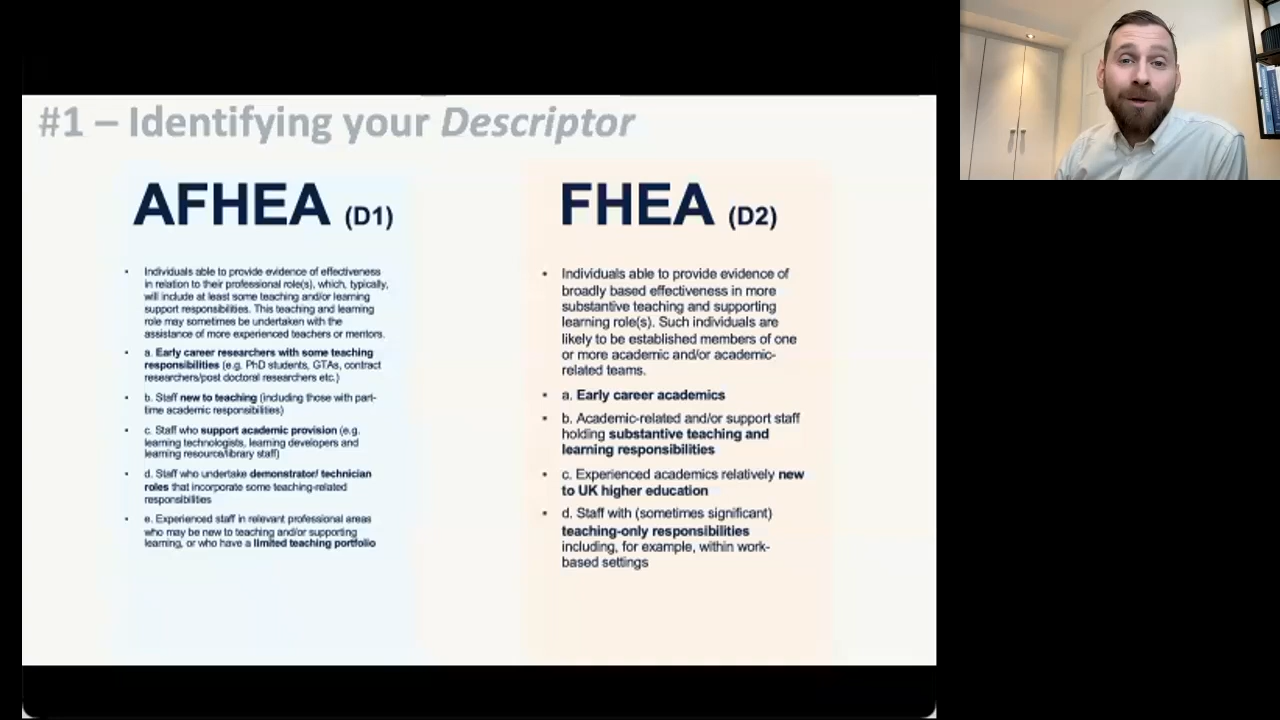 #1 – Identifying your Descriptor
AFHEA (D1)
• Individuals able to provide evidence of effectiveness
in relation to their professional role(s), which, typically,
will include at least some teaching and/or learning
support responsibilities. This teaching and learning
role may sometimes be undertaken with the
assistance of more experienced teachers or mentors.
• a. Early career researchers with some teaching
responsibilities (e.g. PhD students, GTAs, contract
researchers/post doctoral researchers etc.)
• b. Staff new to teaching (including those with part-
time academic responsibilities)
• c. Staff who support academic provision (e.g.
learning technologists, learning developers and
learning resource/library staff)
• d. Staff who undertake demonstrator/ technician
roles that incorporate some teaching-related
responsibilities
• e. Experienced staff in relevant professional areas
who may be new to teaching and/or supporting
learning, or who have a limited teaching portfolio
FHEA (D2)
• Individuals able to provide evidence of
broadly based effectiveness in more
substantive teaching and supporting
learning role(s). Such individuals are
likely to be established members of one
or more academic and/or academic-
related teams.
• a. Early career academics
• b. Academic-related and/or support staff
holding substantive teaching and
learning responsibilities
• c. Experienced academics relatively new
to UK higher education
• d. Staff with (sometimes significant)
teaching-only responsibilities
including, for example, within work-
based settings